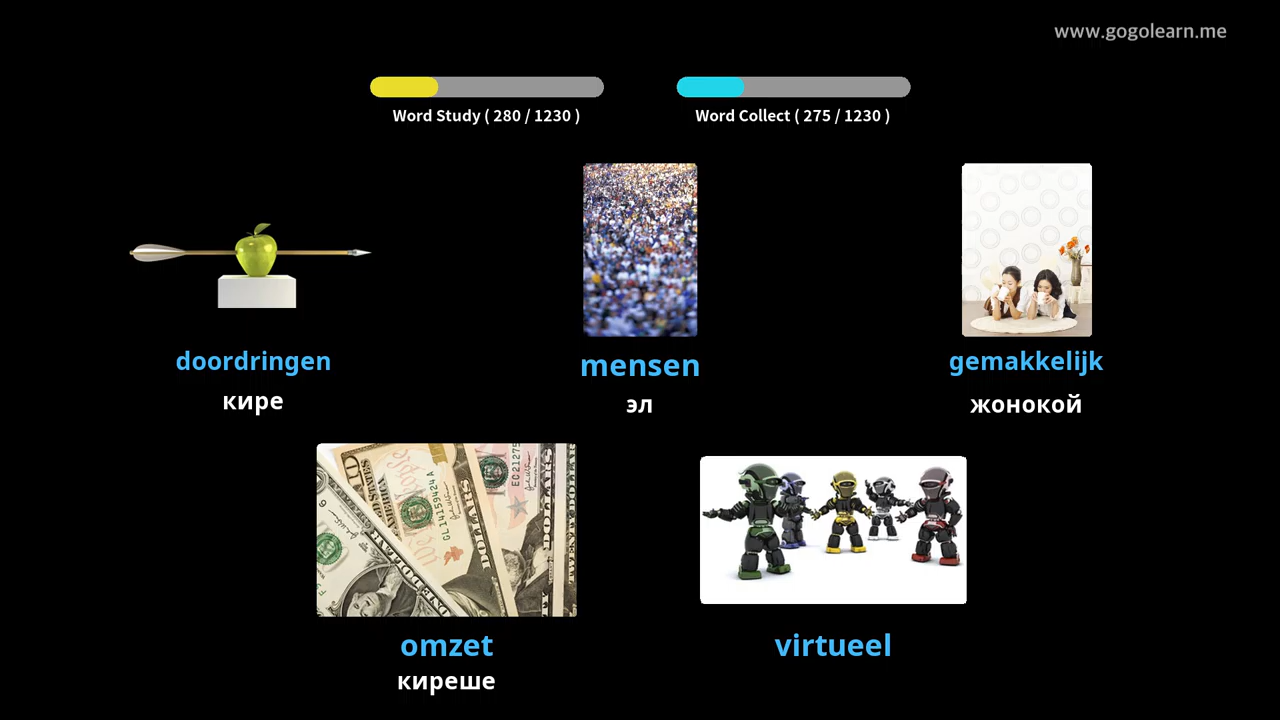 www.gogolearn.me
Word Study ( 280 / 1230 )
Word Collect ( 275 / 1230 )
doordringen
mensen
gemakkelijk
кире
эл
жонокой
omzet
virtueel
киреше